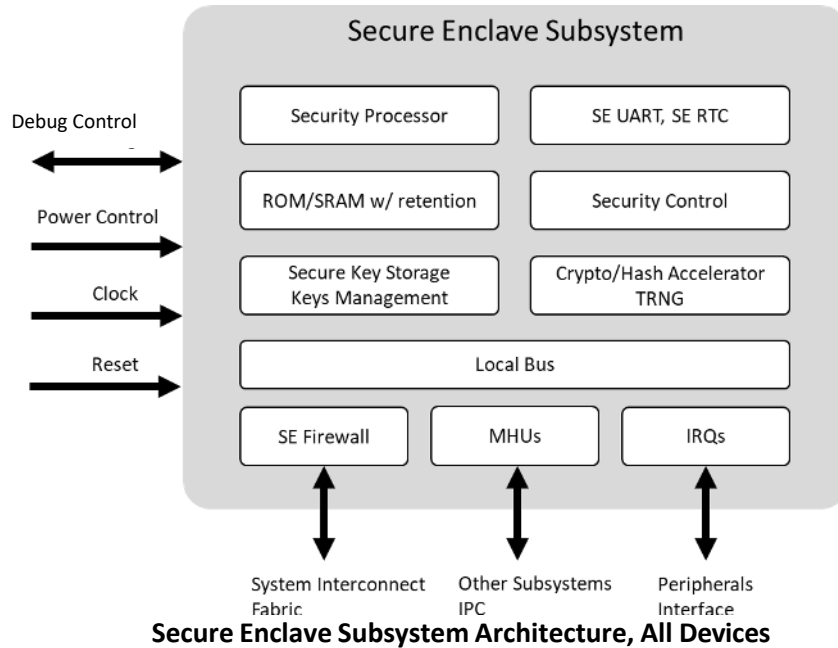 Secure Enclave Subsystem
Debug Control
Security Processor
SE UART, SE RTC
Power Control
ROM/SRAM w/ retention
Security Control
Clock
Secure Key Storage
Keys Management
Crypto/Hash Accelerator
TRNG
Reset
Local Bus
SE Firewall
MHUs
IRQs
System Interconnect
Fabric
Other Subsystems
IPC
Peripherals
Interface
Secure Enclave Subsystem Architecture, All Devices